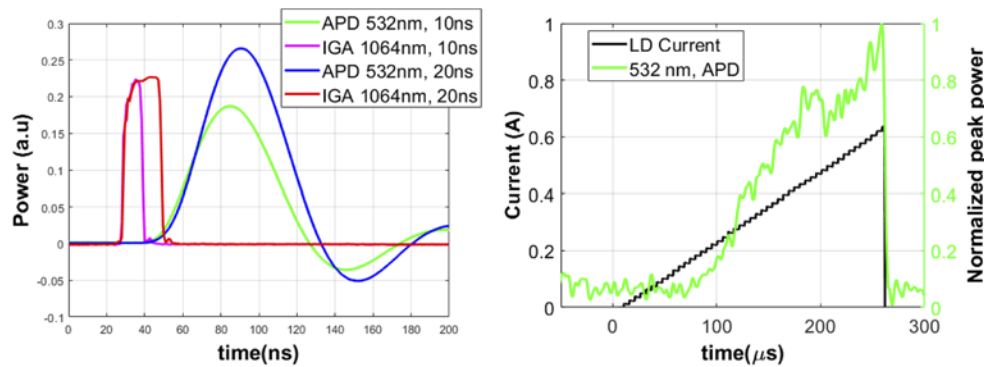 APD 532nm, 10ns
IGA 1064nm, 10ns
APD 532nm, 20ns
IGA 1064nm, 20ns
Power (a.u)
0.3
0.25
0.2
0.15
0.1
0.05
0
-0.05
-0.1
0 20 40 60 80 100 120 140 160 180 200
time(ns)
LD Current
532 nm, APD
Current (A)
1
0.8
0.6
0.4
0.2
0
0 100 200 300
time(μs)
1
0.8
0.6
0.4
0.2
0
Normalized peak power